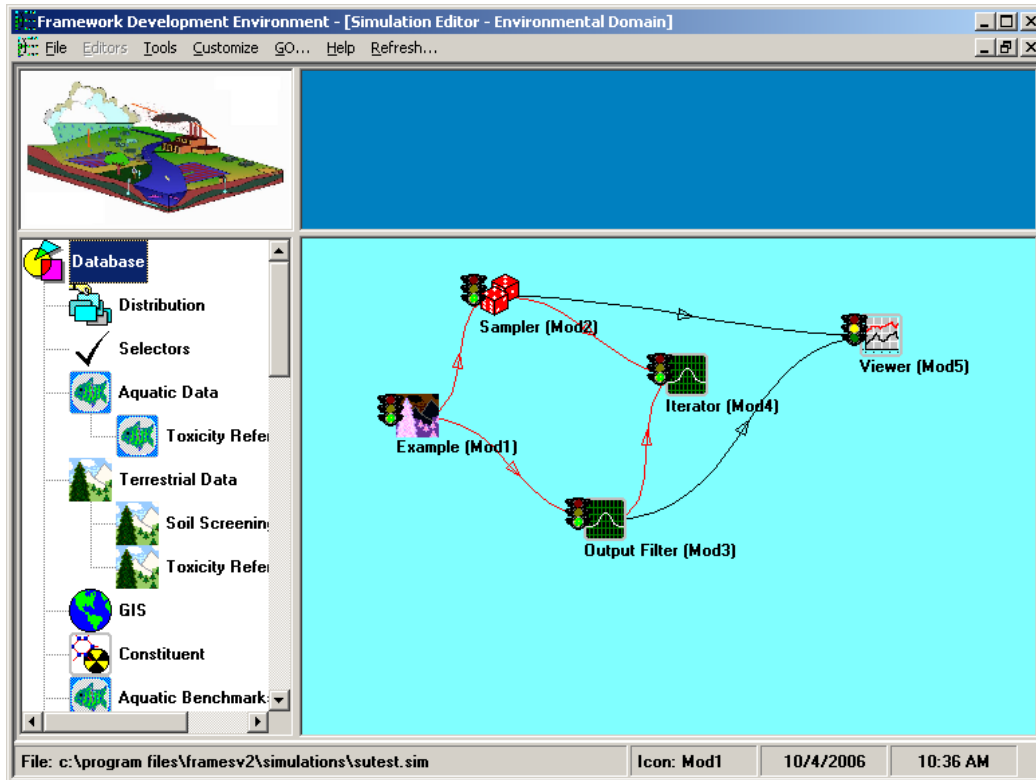 Framework Development Environment - [Simulation Editor - Environmental Domain]
File Editors Tools Customize GO... Help Refresh...
Database
Distribution
Selectors
Aquatic Data
Toxicity Refer
Terrestrial Data
Soil Screening
Toxicity Refer
GIS
Constituent
Aquatic Benchmark
Sampler (Mod2)
Viewer (Mod5)
Iterator (Mod4)
Example (Mod1)
Output Filter (Mod3)
File: c:\program files\framesv2\simulations\sutest.sim
Icon: Mod1
10/4/2006
10:36 AM